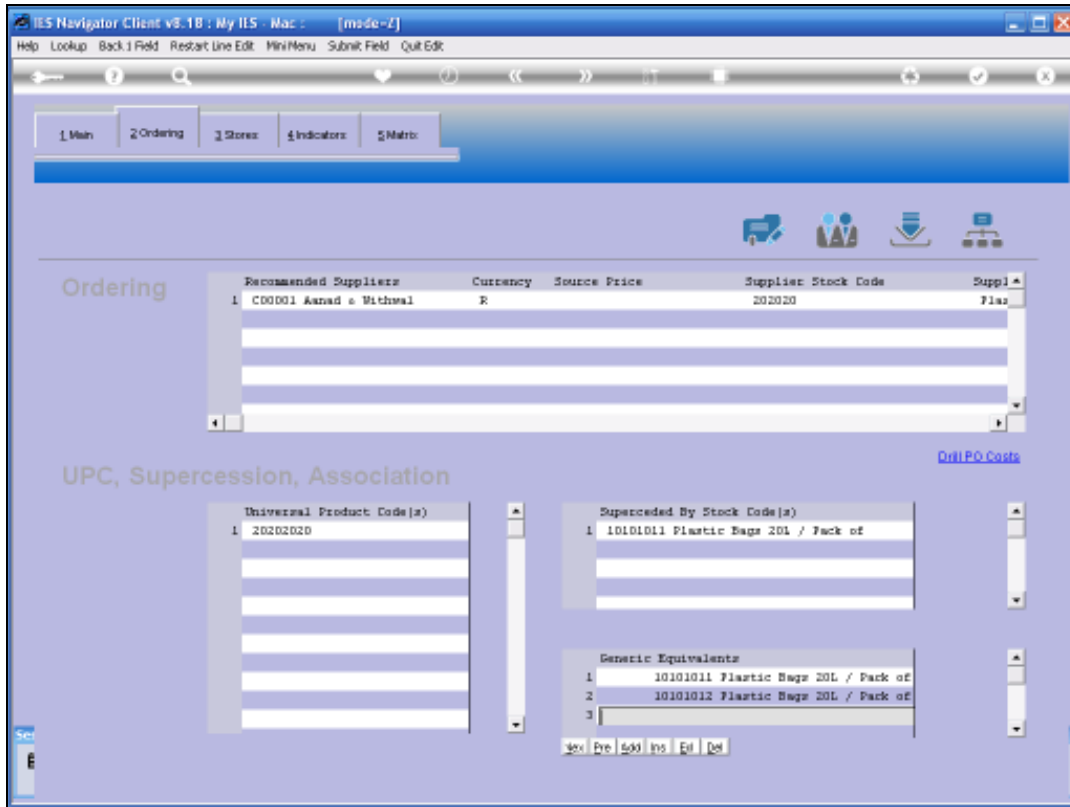 IES Navigator Client v8.18 : My IES - Mac : [mode=Z]
Help Lookup Back 1 Field Restart Line Edit MiniMenu Submit Field Quit Edit
1 Main 2 Ordering 3 Stores 4 Indicators 5 Matrix
Ordering
Recommended Suppliers Currency Source Price Supplier Stock Code Suppl
1 C00001 & R 202020 Plas
Drill PO Costs
UPC, Supercession, Association
Universal Product Code(s)
1 20202020
Superceded By Stock Code(s)
1 10101011 Plastic Bags 20L / Pack of
Generic Equivalents
1 10101011 Plastic Bags 20L / Pack of
2 10101012 Plastic Bags 20L / Pack of
3
Nex Pre Add Ins Del